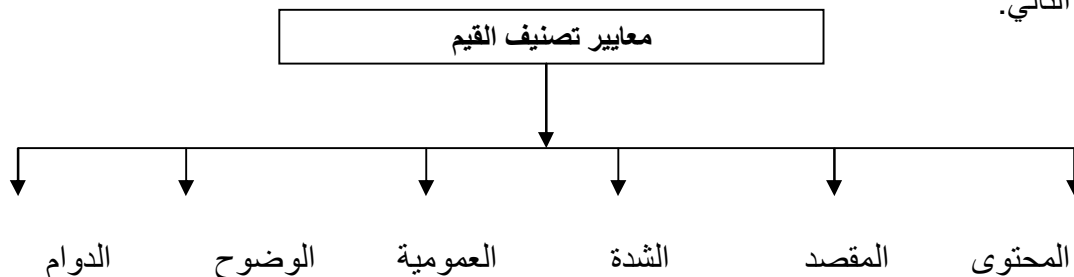 التالي.
معايير تصنيف القيم
المحتوى المقصد الشدة العمومية الوضوح الدوام